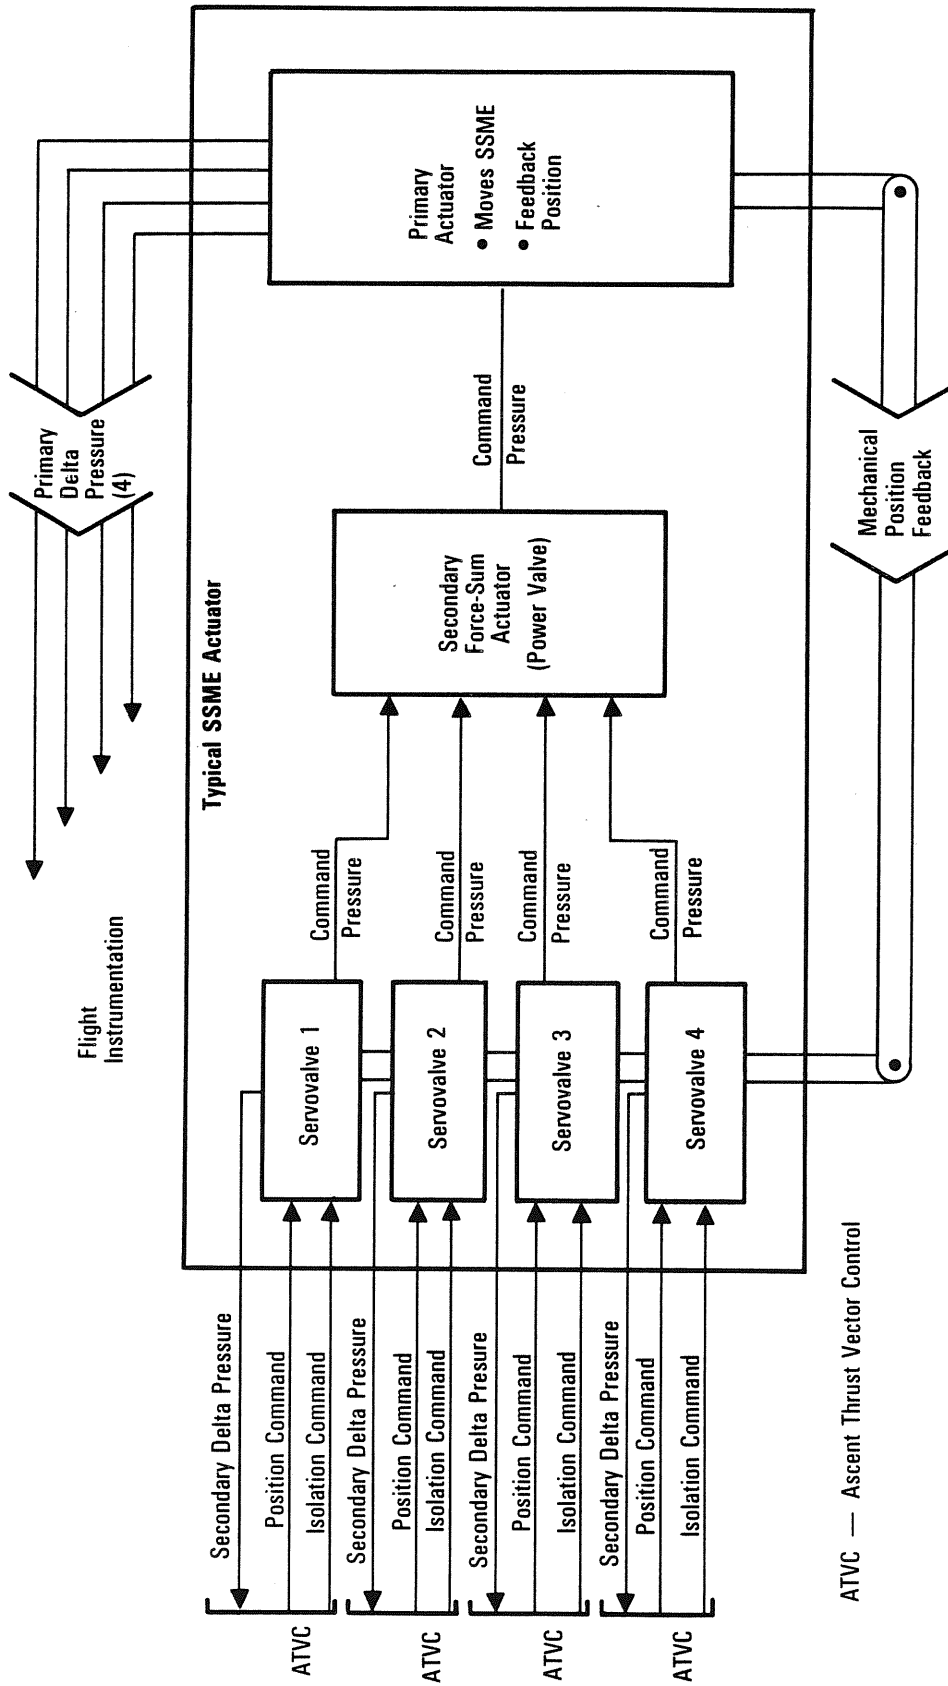 Primary
Delta
Pressure
(4)
Flight
Instrumentation
Typical SSME Actuator
Secondary Delta Pressure
Position Command
Isolation Command
ATVC
Servovalve 1
Command
Pressure
Secondary Delta Pressure
Position Command
Isolation Command
ATVC
Servovalve 2
Command
Pressure
Secondary Delta Pressure
Position Command
Isolation Command
ATVC
Servovalve 3
Command
Pressure
Secondary Delta Pressure
Position Command
Isolation Command
ATVC
Servovalve 4
Command
Pressure
Secondary
Force-Sum
Actuator
(Power Valve)
Command
Pressure
Primary
Actuator
• Moves SSME
• Feedback
Position
Mechanical
Position
Feedback
ATVC — Ascent Thrust Vector Control